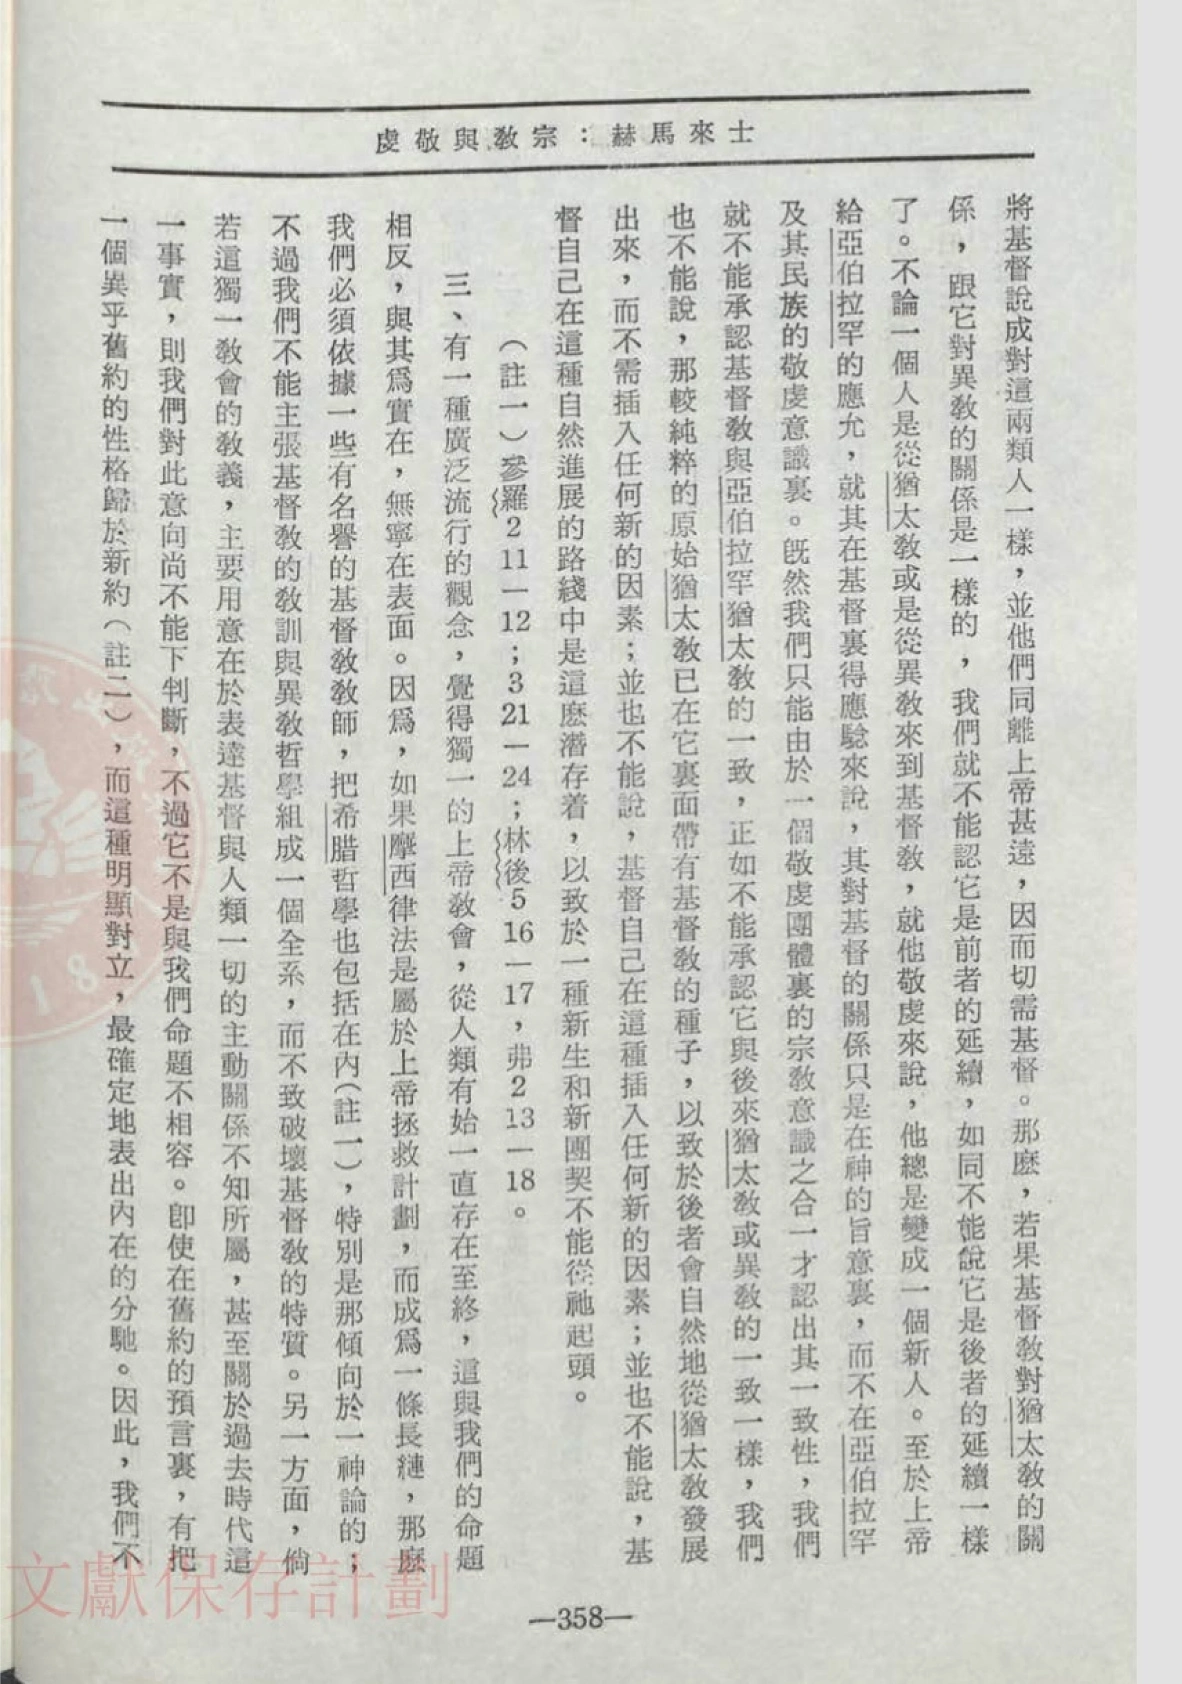 士來馬赫：宗教與敬虔
將基督說成對這兩類人一樣，並他們同離上帝甚遠，因而切需基督。那麽，若果基督教對猶太教的關
係，跟它對異教的關係是一樣的，我們就不能認它是前者的延續，如同不能說它是後者的延續一樣
了。不論一個人是從猶太教或是從異教來到基督教，就他敬虔來說，他總是變成一個新人。至於上帝
給亞伯拉罕的應允，就其在基督裏得應驗來說，其對基督的關係只是在神的旨意裏，而不在亞伯拉罕
及其民族的敬虔意識裏。旣然我們只能由於一個敬虔團體裏的宗教意識之合一才認出其一致性，我們
就不能承認基督教與亞伯拉罕猶太教的一致，正如不能承認它與後來猶太教或異教的一致一樣，我們
也不能說，那較純粹的原始猶太教已在它裏面帶有基督教的種子，以致於後者會自然地從猶太教發展
出來，而不需插入任何新的因素；並也不能說，基督自己在這種插入任何新的因素；並也不能說，基
督自己在這種自然進展的路綫中是這麽潛存着，以致於一種新生和新團契不能從祂起頭。
（註一）參羅2 11－12；3 21－24；林後5 16－17，弗2 13－18。
三、有一種廣泛流行的觀念，覺得獨一的上帝教會，從人類有始一直存在至終，這與我們的命題
相反，與其爲實在，無寧在表面。因爲，如果摩西律法是屬於上帝拯救計劃，而成爲一條長鏈，那麽
我們必須依據一些有名譽的基督教教師，把希腊哲學也包括在內（註一），特別是那傾向於一神論的；
不過我們不能主張基督教的教訓與異教哲學組成一個全系，而不致破壞基督教的特質。另一方面，倘
若這獨一教會的教義，主要用意在於表達基督與人類一切的主動關係不知所屬，甚至關於過去時代這
一事實，則我們對此意向尚不能下判斷，不過它不是與我們命題不相容。卽使在舊約的預言裏，有把
一個異乎舊約的性格歸於新約（註二），而這種明顯對立，最確定地表出內在的分馳。因此，我們不
—358—
文獻保存計劃